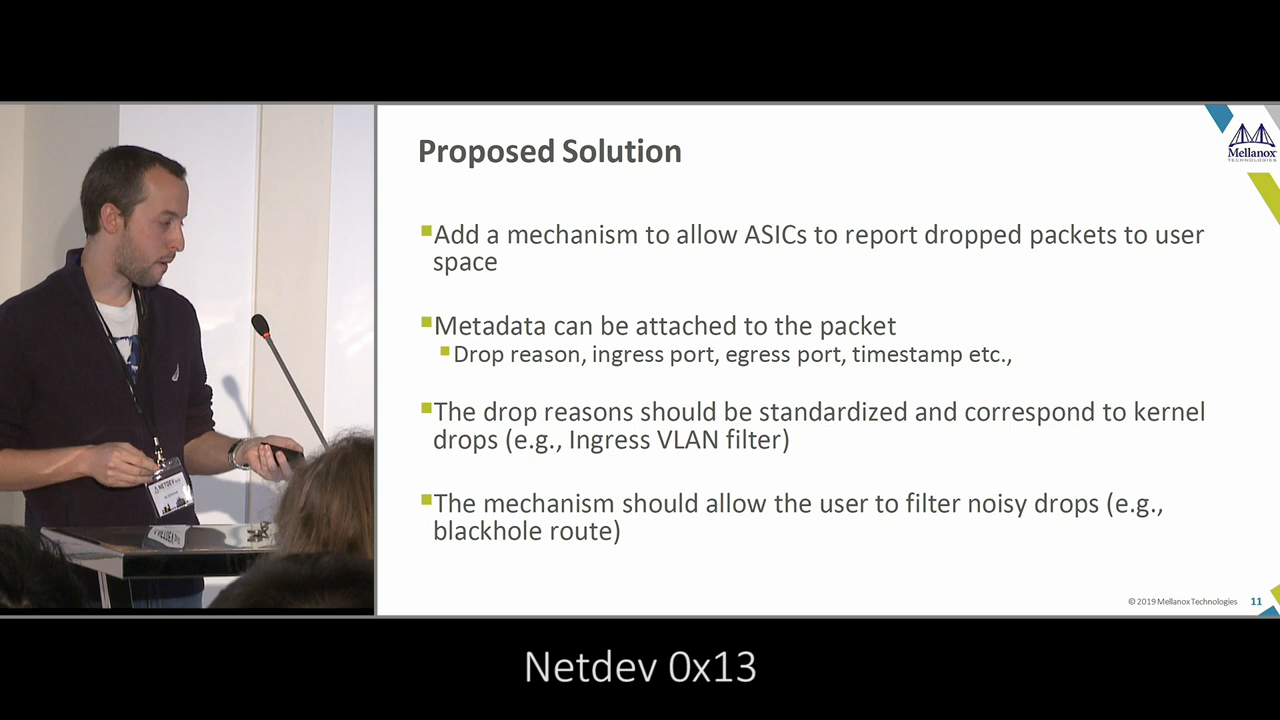 Proposed Solution
Mellanox
TECHNOLOGIES
Add a mechanism to allow ASICs to report dropped packets to user
space
Metadata can be attached to the packet
Drop reason, ingress port, egress port, timestamp etc.,
The drop reasons should be standardized and correspond to kernel
drops (e.g., Ingress VLAN filter)
The mechanism should allow the user to filter noisy drops (e.g.,
blackhole route)
© 2019 Mellanox Technologies 11
NETDEV
Netdev 0x13